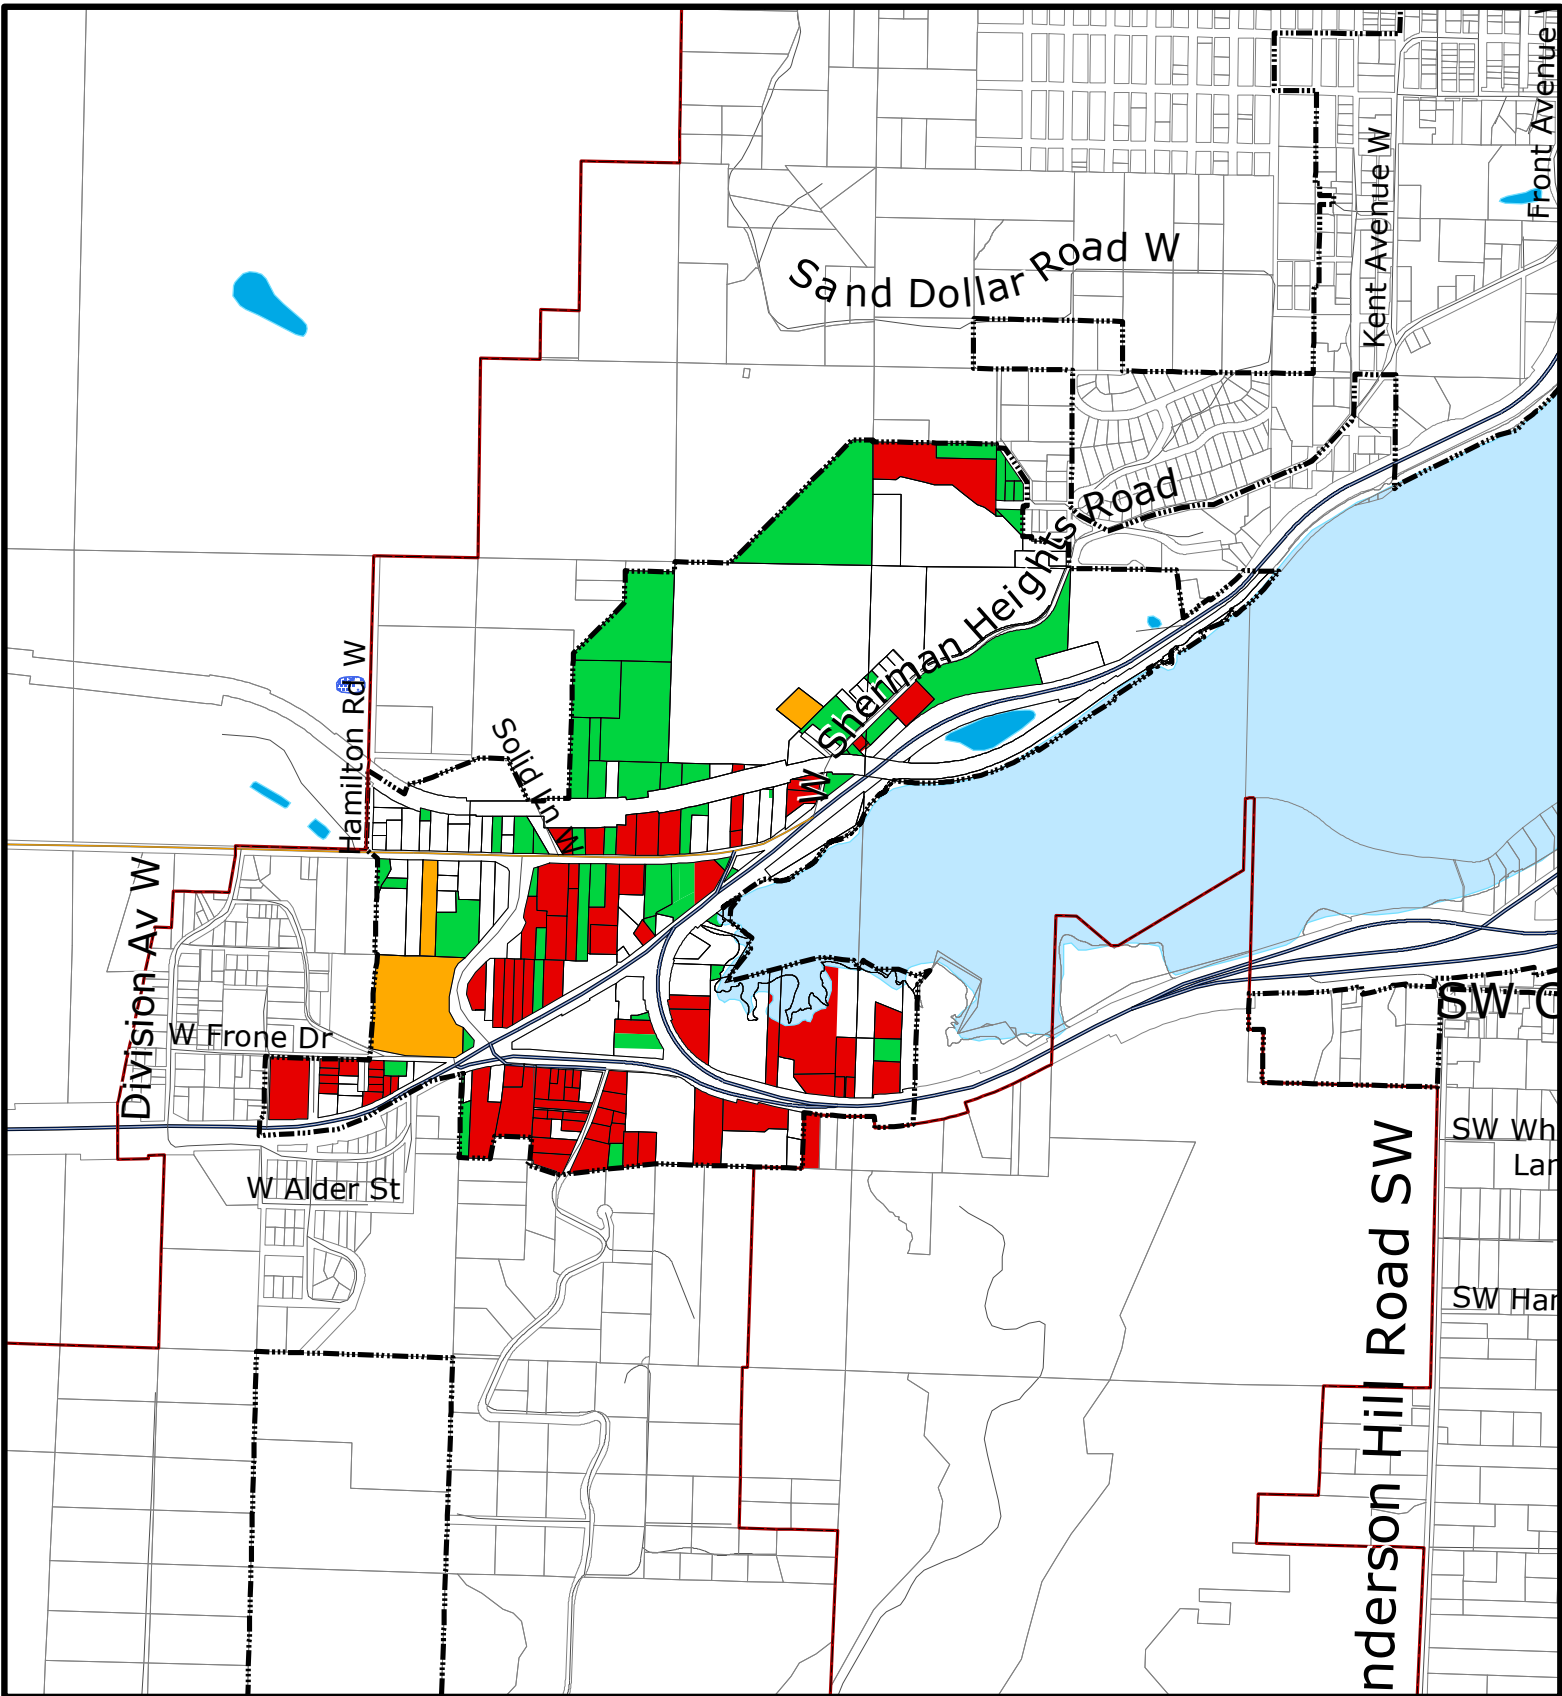 Front Avenue
Kent Avenue W
Sand Dollar Road W
W Sherman Heights Road
Hamilton Rd W
Solid Ln W
Division Av W
W Frone Dr
SW C
W Alder St
SW Wh
Lar
SW Har
nderson Hill Road SW